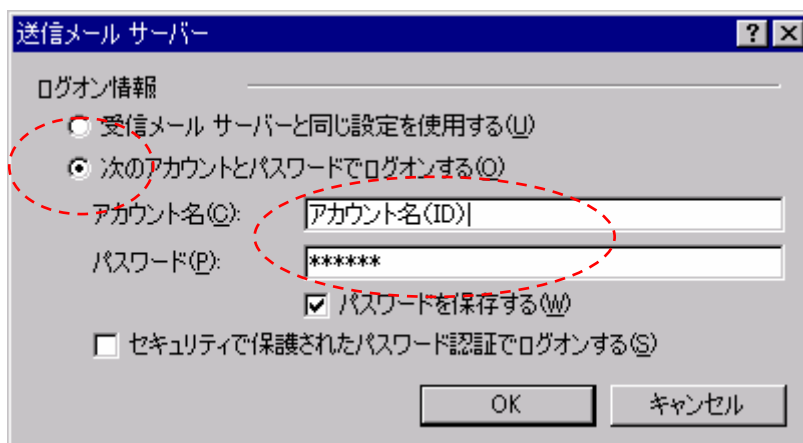 送信メール サーバー
ログオン情報
受信メール サーバーと同じ設定を使用する(U)
次のアカウントとパスワードでログオンする(O)
アカウント名(C): アカウント名(ID)
パスワード(P): ******
パスワードを保存する(W)
セキュリティで保護されたパスワード認証でログオンする(S)
OK キャンセル